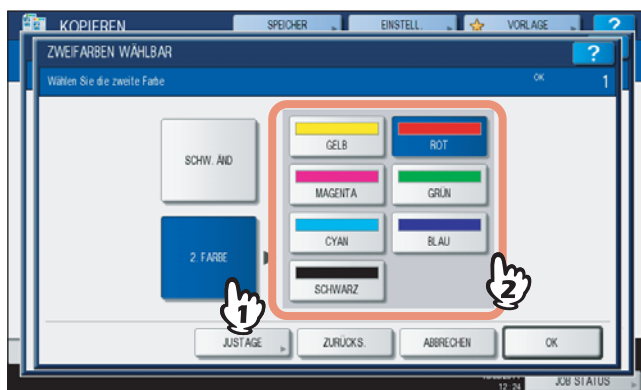 KOPIEREN SPEICHER EINSTELL. VORLAGE ?
ZWEIFARBEN WÄHLBAR ?
Wählen Sie die zweite Farbe OK 1
GELB ROT
SCHW. ÄND
MAGENTA GRÜN
CYAN BLAU
2. FARBE
SCHWARZ
1 2
JUSTAGE ZURÜCKS. ABBRECHEN OK
12:24 JOB STATUS